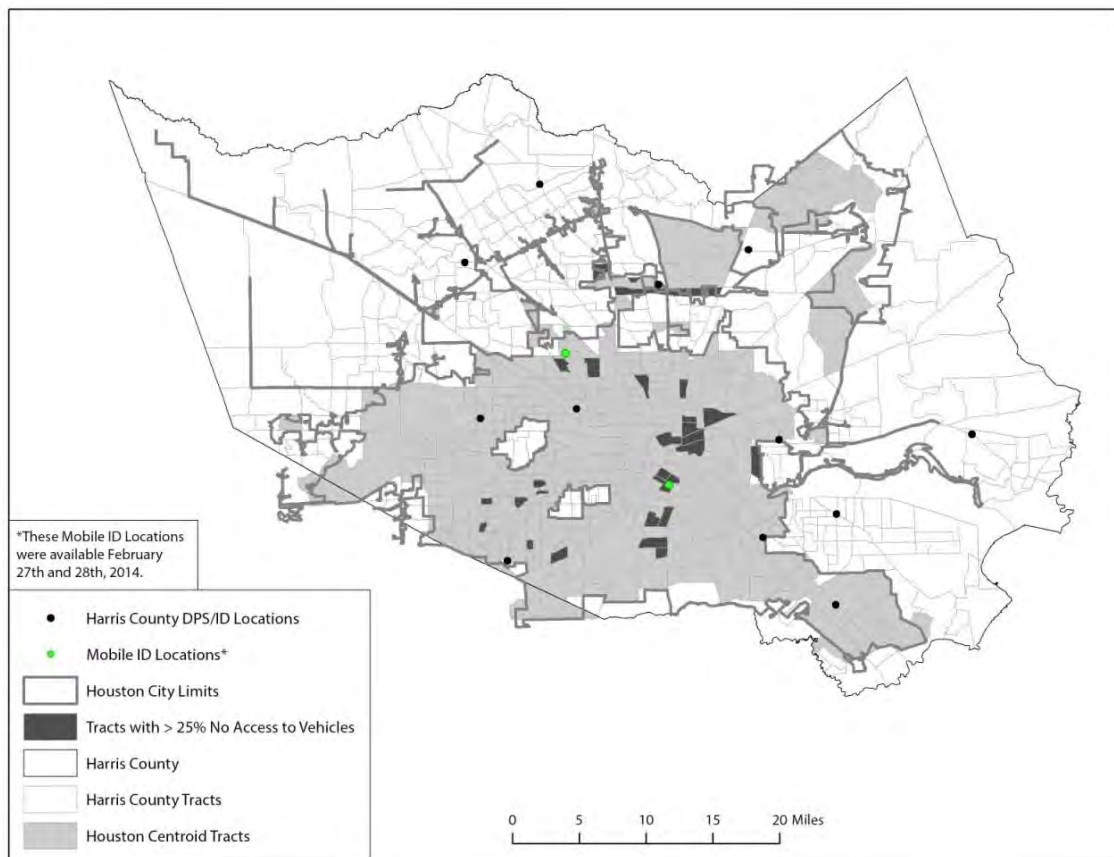 *These Mobile ID Locations
were available February
27th and 28th, 2014.
Harris County DPS/ID Locations
Mobile ID Locations*
Houston City Limits
Tracts with > 25% No Access to Vehicles
Harris County
Harris County Tracts
Houston Centroid Tracts
0 5 10 15 20 Miles